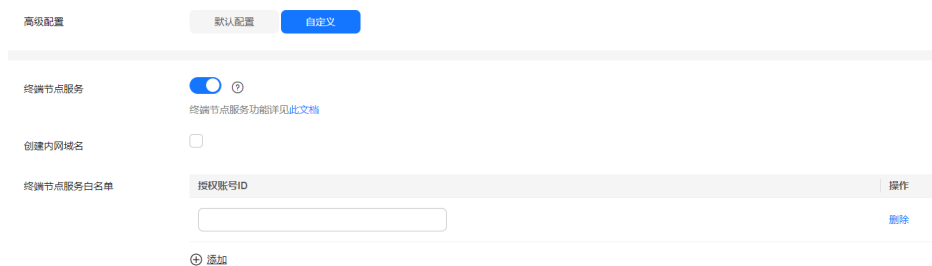 高级配置 默认配置 自定义
终端节点服务
终端节点服务功能详见此文档
创建内网域名
终端节点服务白名单 授权账号ID 操作
删除
添加